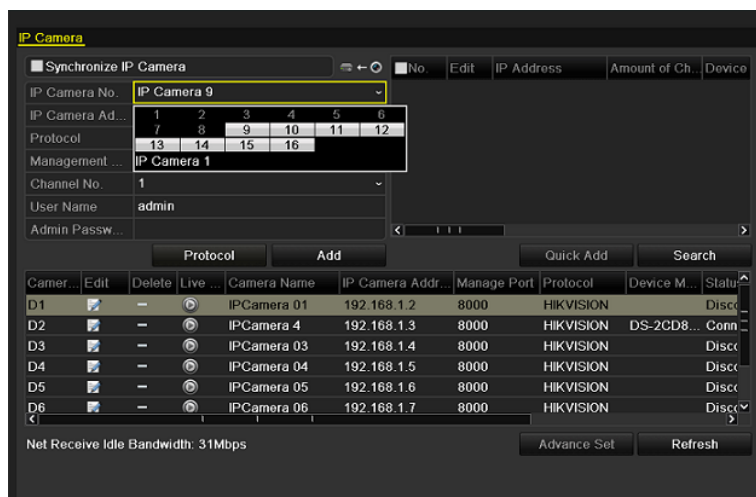 IP Camera
Synchronize IP Camera
No. Edit IP Address Amount of Ch... Device
IP Camera No. IP Camera 9
IP Camera Ad...
1 2 3 4 5 6
7 8 9 10 11 12
13 14 15 16
IP Camera 1
Protocol
Management ...
Channel No. 1
User Name admin
Admin Passw...
Protocol Add Quick Add Search
Camer... Edit Delete Live ... Camera Name IP Camera Addr... Manage Port Protocol Device M... Status
D1 IPCamera 01 192.168.1.2 8000 HIKVISION Disc
D2 IPCamera 4 192.168.1.3 8000 HIKVISION DS-2CD8... Conn
D3 IPCamera 03 192.168.1.4 8000 HIKVISION Disc
D4 IPCamera 04 192.168.1.5 8000 HIKVISION Disc
D5 IPCamera 05 192.168.1.6 8000 HIKVISION Disc
D6 IPCamera 06 192.168.1.7 8000 HIKVISION Disc
Net Receive Idle Bandwidth: 31Mbps
Advance Set Refresh